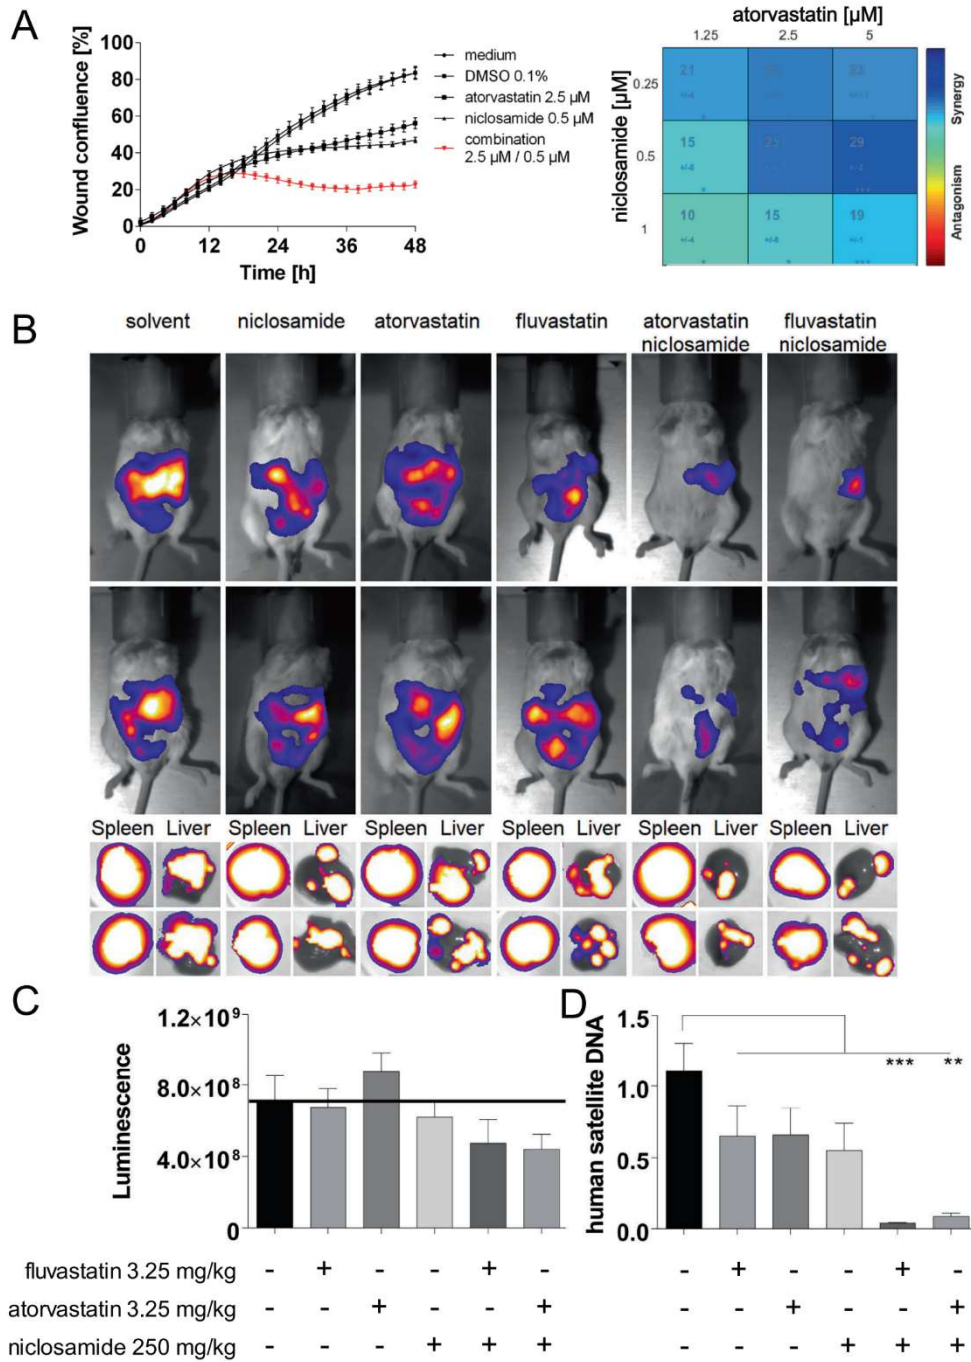 A
Wound confluence [%]
100
80
60
40
20
0
0 12 24 36 48
Time [h]
medium
DMSO 0.1%
atorvastatin 2.5 µM
niclosamide 0.5 µM
combination
2.5 µM / 0.5 µM
atorvastatin [µM]
1.25 2.5 5
niclosamide [µM]
0.25
0.5
1
21 23
+/-4
*
15 25 29
*
***
10 15 19
+/-4 +/-1
* * ***
Synergy
Antagonism
B
solvent niclosamide atorvastatin fluvastatin atorvastatin fluvastatin
niclosamide niclosamide
Spleen Liver Spleen Liver Spleen Liver Spleen Liver Spleen Liver Spleen Liver
C
Luminescence
1.2×10⁹
8.0×10⁸
4.0×10⁸
0
D
human satellite DNA
1.5
1.0
0.5
0.0
*** **
fluvastatin 3.25 mg/kg - + - - + - - + - - + -
atorvastatin 3.25 mg/kg - - + - - + - - + - - +
niclosamide 250 mg/kg - - - + + + - - - + + +